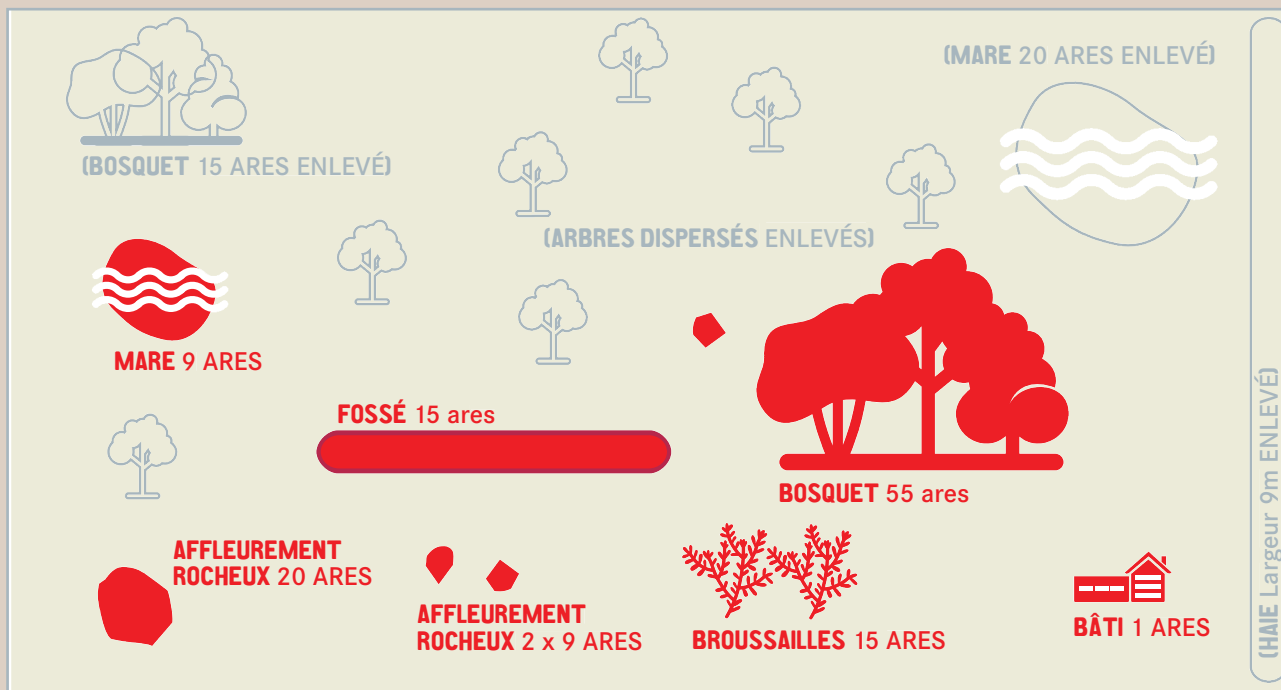 (MARE 20 ARES ENLEVÉ)
(BOSQUET 15 ARES ENLEVÉ)
(ARBRES DISPERSÉS ENLEVÉS)
MARE 9 ARES
FOSSÉ 15 ares
BOSQUET 55 ares
AFFLEUREMENT
ROCHEUX 20 ARES
AFFLEUREMENT
ROCHEUX 2 x 9 ARES
BROUSSAILLES 15 ARES
BÂTI 1 ARES
(HAIE Largeur 9m ENLEVÉ)